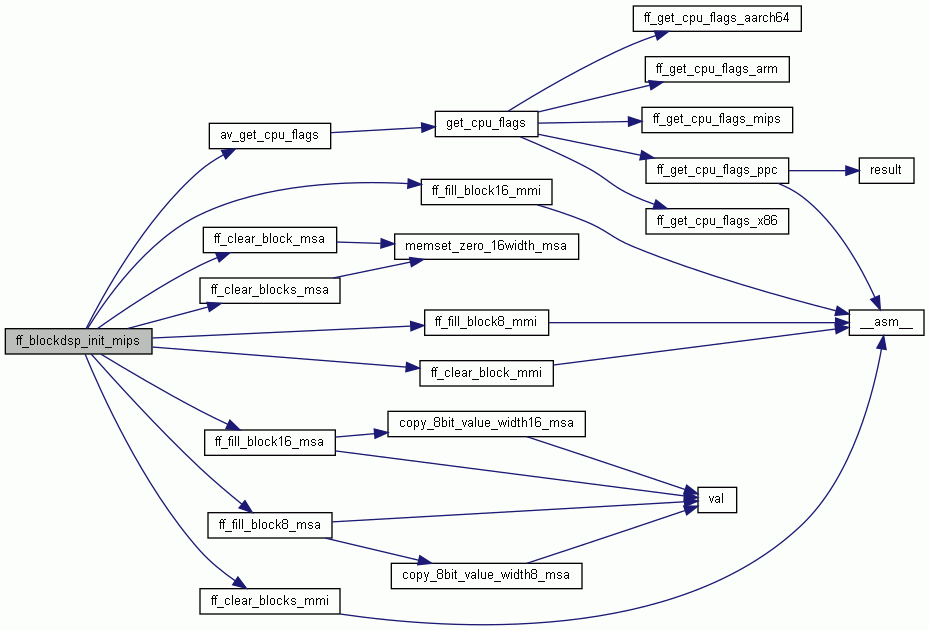 ff_get_cpu_flags_aarch64
ff_get_cpu_flags_arm
av_get_cpu_flags
get_cpu_flags
ff_get_cpu_flags_mips
ff_get_cpu_flags_ppc
result
ff_fill_block16_mmi
ff_get_cpu_flags_x86
ff_clear_block_msa
memset_zero_16width_msa
ff_clear_blocks_msa
ff_fill_block8_mmi
__asm__
ff_blockdsp_init_mips
ff_clear_block_mmi
copy_8bit_value_width16_msa
ff_fill_block16_msa
val
ff_fill_block8_msa
copy_8bit_value_width8_msa
ff_clear_blocks_mmi